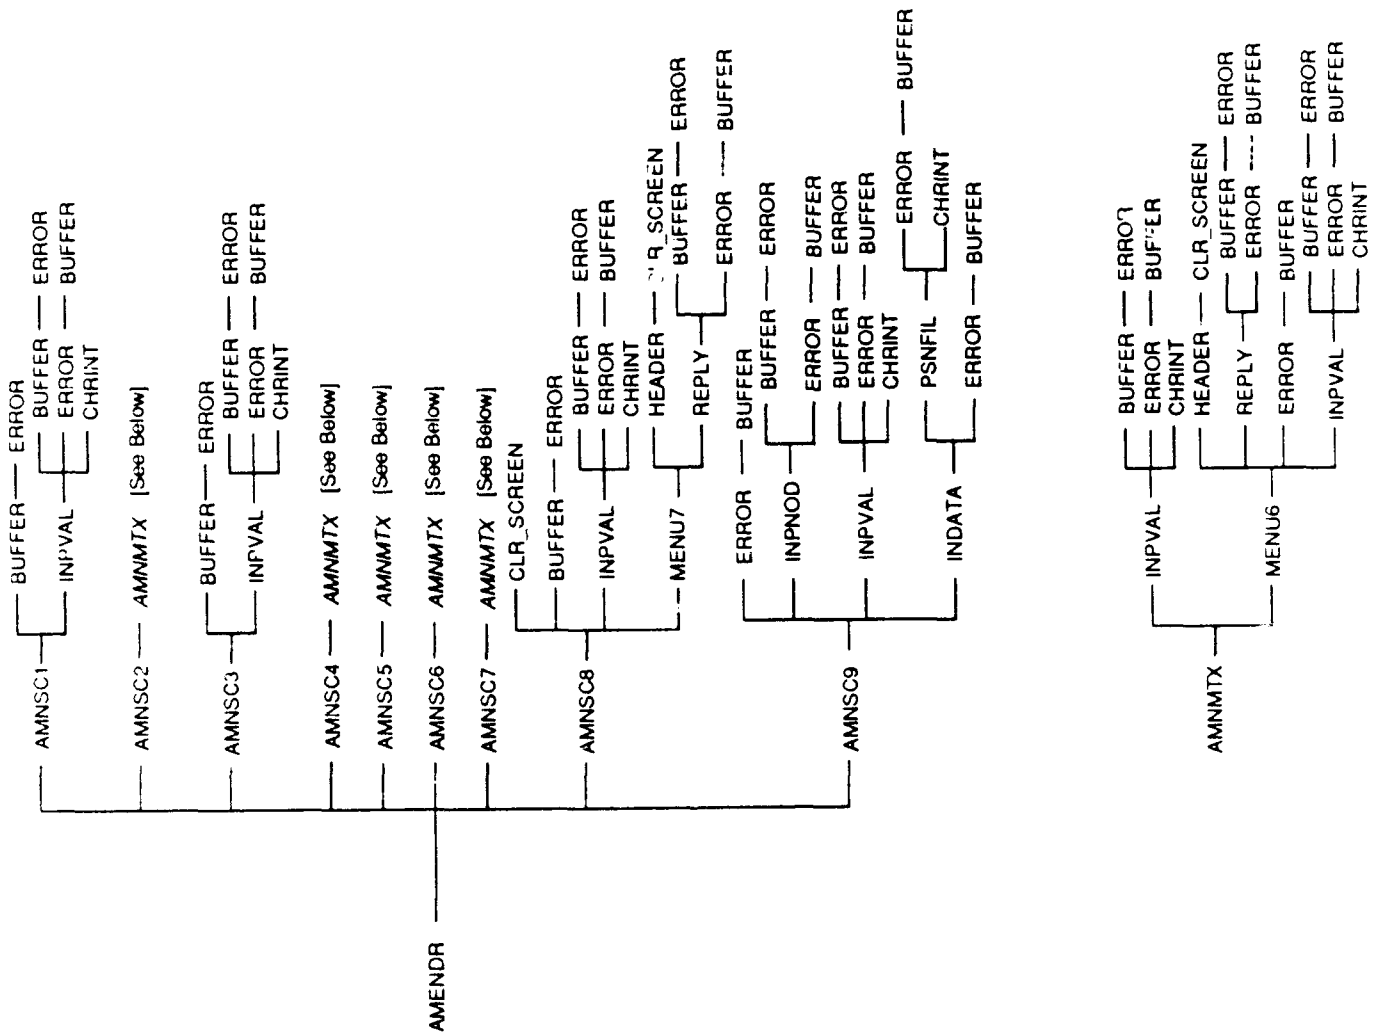 AMENDR
AMNSC1
BUFFER ERROR
INPVAL
BUFFER ERROR
ERROR BUFFER
CHRINT
AMNSC2 AMNMTX [See Below]
AMNSC3
BUFFER ERROR
INPVAL
BUFFER ERROR
ERROR BUFFER
CHRINT
AMNSC4 AMNMTX [See Below]
AMNSC5 AMNMTX [See Below]
AMNSC6 AMNMTX [See Below]
AMNSC7 AMNMTX [See Below]
AMNSC8
CLR_SCREEN
BUFFER ERROR
INPVAL
BUFFER ERROR
ERROR BUFFER
CHRINT
MENU7
HEADER CLR_SCREEN
REPLY
BUFFER ERROR
ERROR BUFFER
AMNSC9
ERROR BUFFER
INPNOD
BUFFER ERROR
ERROR BUFFER
INPVAL
BUFFER ERROR
ERROR BUFFER
CHRINT
INDATA
PSNFIL
ERROR BUFFER
CHRINT
ERROR BUFFER
AMNMTX
INPVAL
BUFFER ERROR
ERROR BUFFER
CHRINT
MENU6
HEADER CLR_SCREEN
REPLY
BUFFER ERROR
ERROR BUFFER
ERROR BUFFER
INPVAL
BUFFER ERROR
ERROR BUFFER
CHRINT